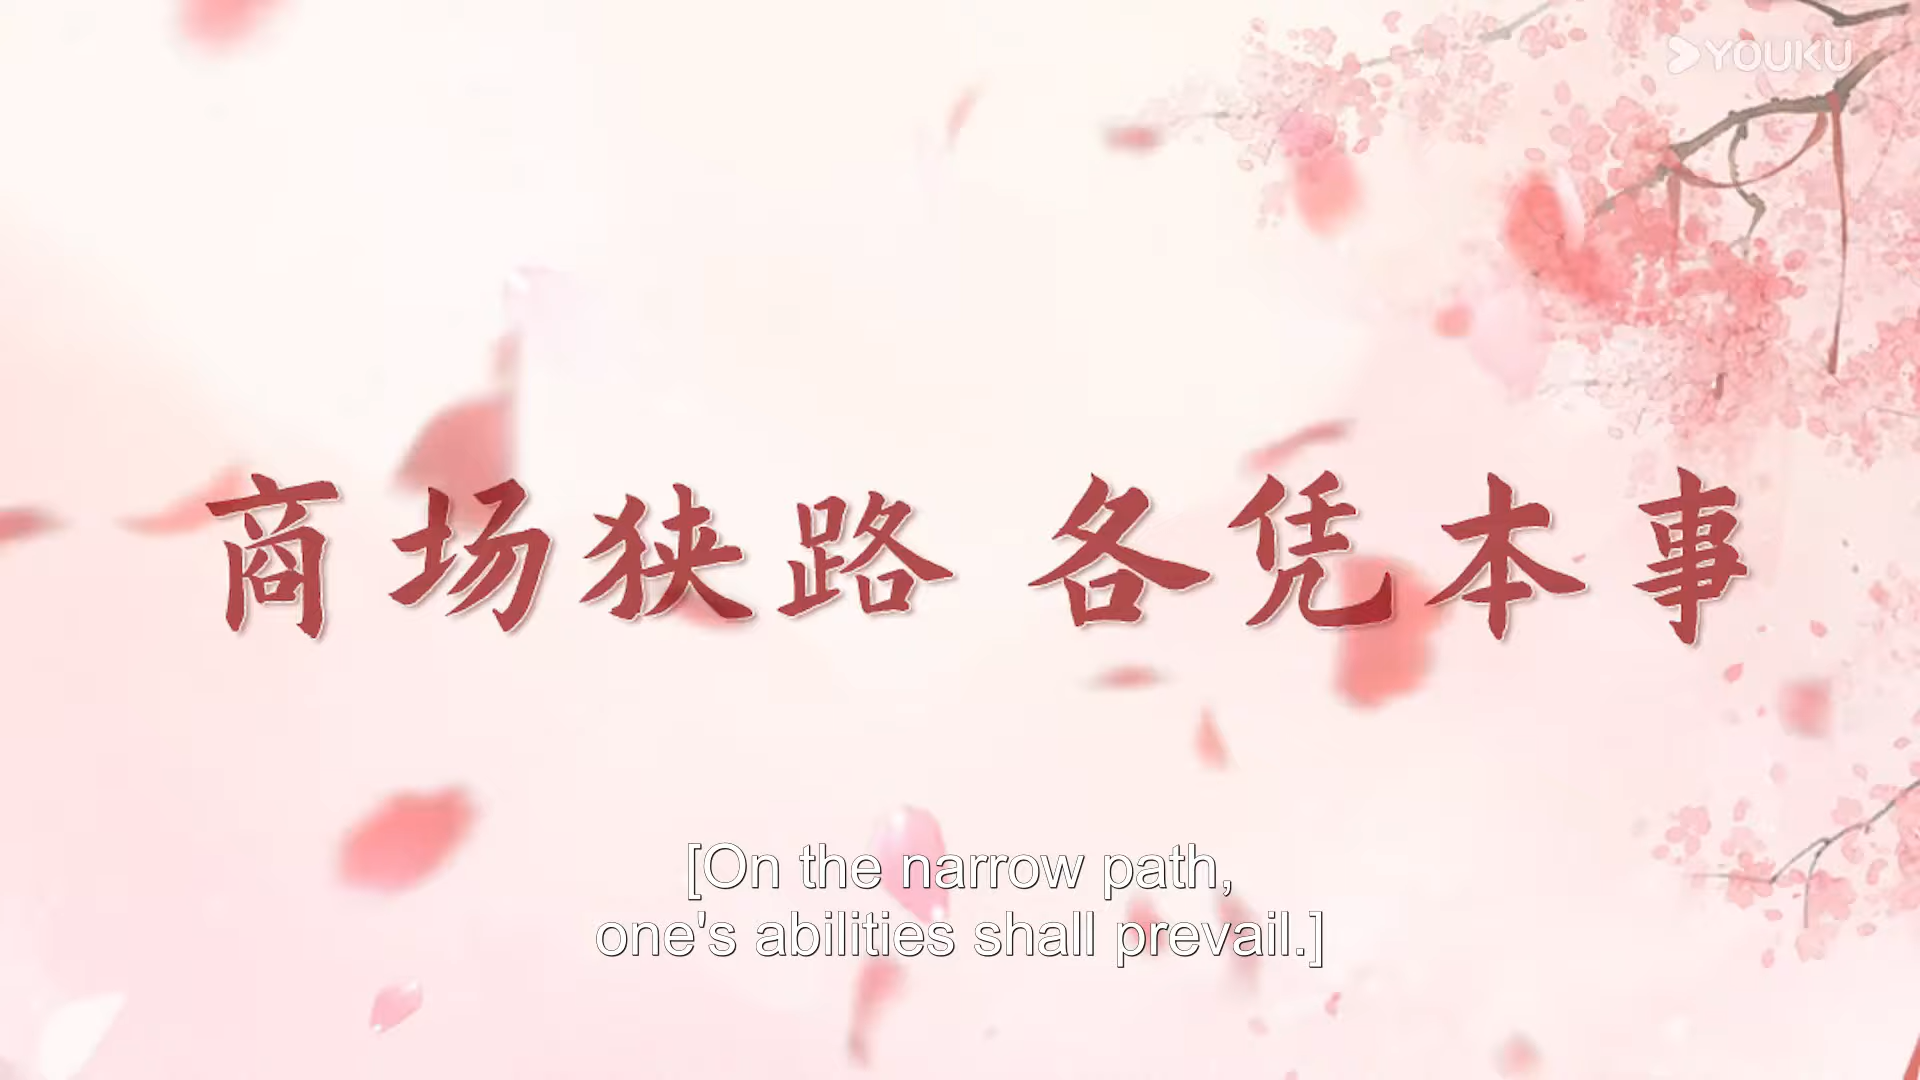 YOUKU
商场狭路 各凭本事
[On the narrow path,
one's abilities shall prevail.]